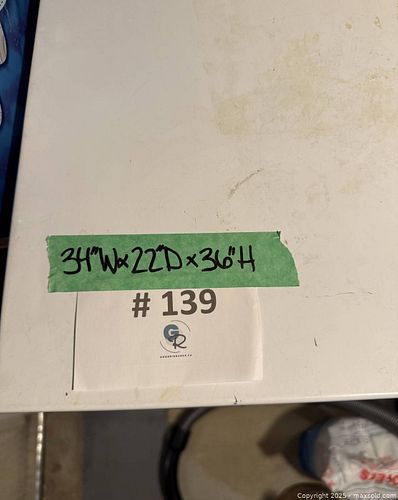 34"W x 22"D x 36"H
# 139
GR
Copyright 2025 • maxsold.com